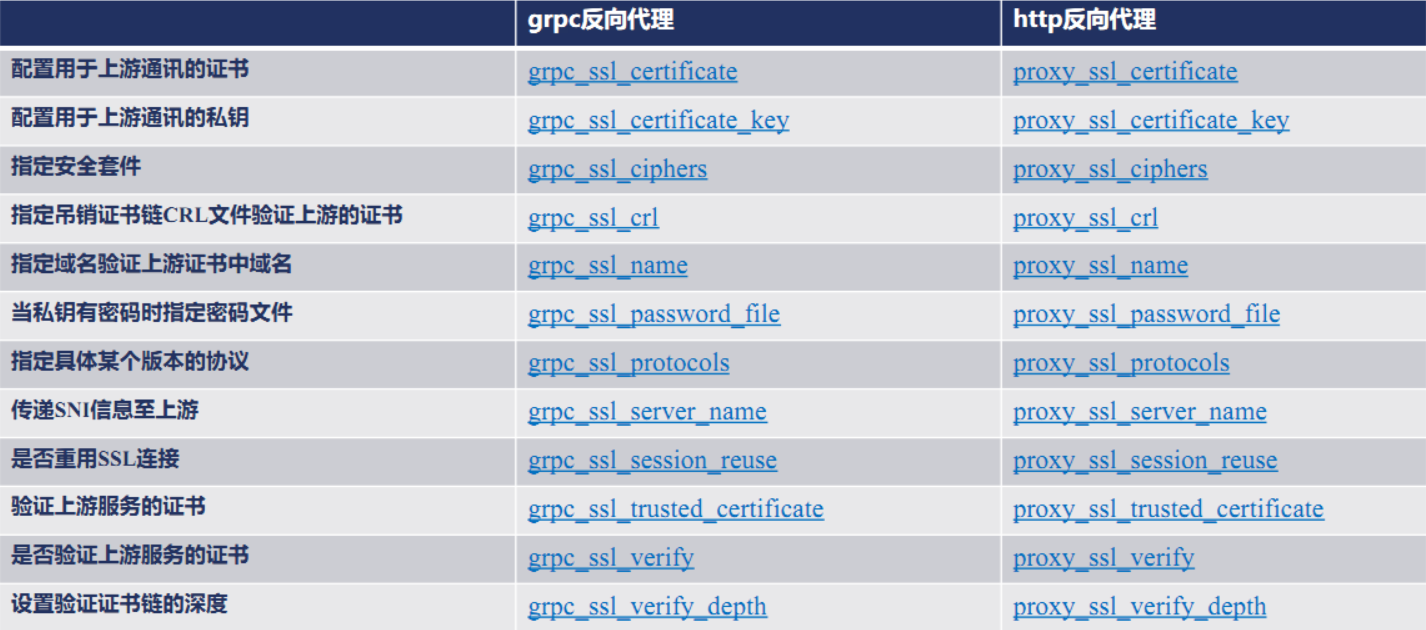 grpc反向代理 http反向代理
配置用于上游通讯的证书 grpc_ssl_certificate proxy_ssl_certificate
配置用于上游通讯的私钥 grpc_ssl_certificate_key proxy_ssl_certificate_key
指定安全套件 grpc_ssl_ciphers proxy_ssl_ciphers
指定吊销证书链CRL文件验证上游的证书 grpc_ssl_crl proxy_ssl_crl
指定域名验证上游证书中域名 grpc_ssl_name proxy_ssl_name
当私钥有密码时指定密码文件 grpc_ssl_password_file proxy_ssl_password_file
指定具体某个版本的协议 grpc_ssl_protocols proxy_ssl_protocols
传递SNI信息至上游 grpc_ssl_server_name proxy_ssl_server_name
是否重用SSL连接 grpc_ssl_session_reuse proxy_ssl_session_reuse
验证上游服务的证书 grpc_ssl_trusted_certificate proxy_ssl_trusted_certificate
是否验证上游服务的证书 grpc_ssl_verify proxy_ssl_verify
设置验证证书链的深度 grpc_ssl_verify_depth proxy_ssl_verify_depth